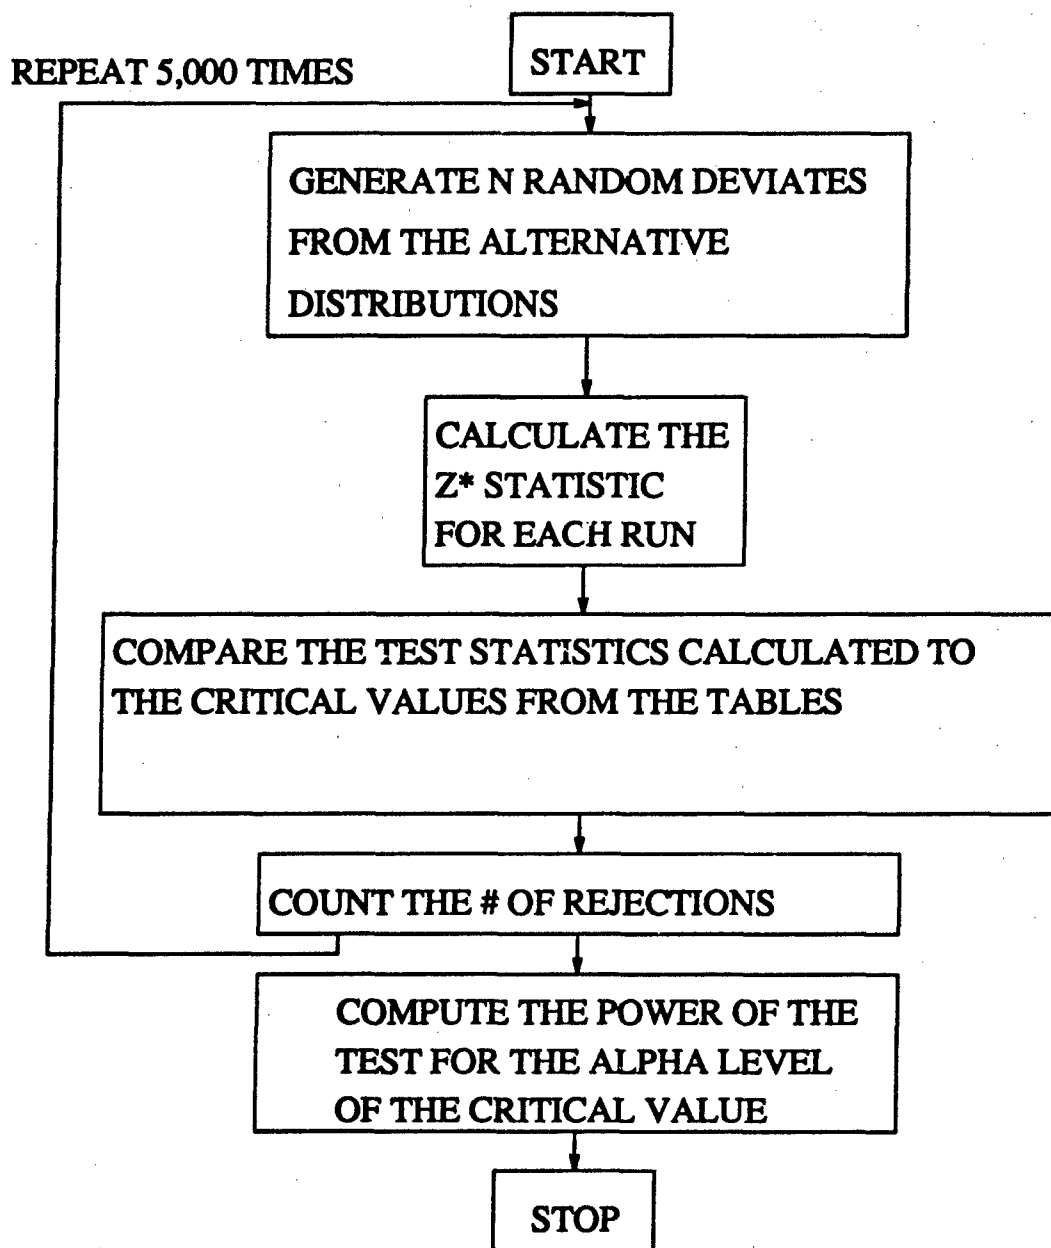 START
REPEAT 5,000 TIMES
GENERATE N RANDOM DEVIATES
FROM THE ALTERNATIVE
DISTRIBUTIONS
CALCULATE THE
Z* STATISTIC
FOR EACH RUN
COMPARE THE TEST STATISTICS CALCULATED TO
THE CRITICAL VALUES FROM THE TABLES
COUNT THE # OF REJECTIONS
COMPUTE THE POWER OF THE
TEST FOR THE ALPHA LEVEL
OF THE CRITICAL VALUE
STOP